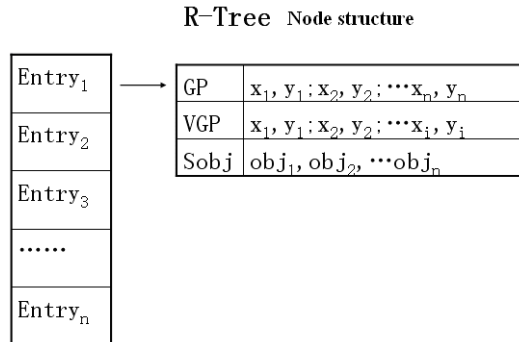 R-Tree Node structure
Entry₁
GP x₁, y₁; x₂, y₂; ⋯xₙ, yₙ
VGP x₁, y₁; x₂, y₂; ⋯xᵢ, yᵢ
Sobj obj₁, obj₂, ⋯objₙ
Entry₂
Entry₃
⋯⋯
Entryₙ